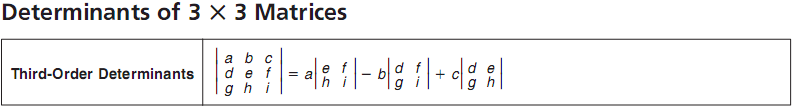 Determinants of 3 × 3 Matrices
Third-Order Determinants
| a b c |
| d e f | = a | e f | − b | d f | + c | d e |
| g h i | | h i | | g i | | g h |